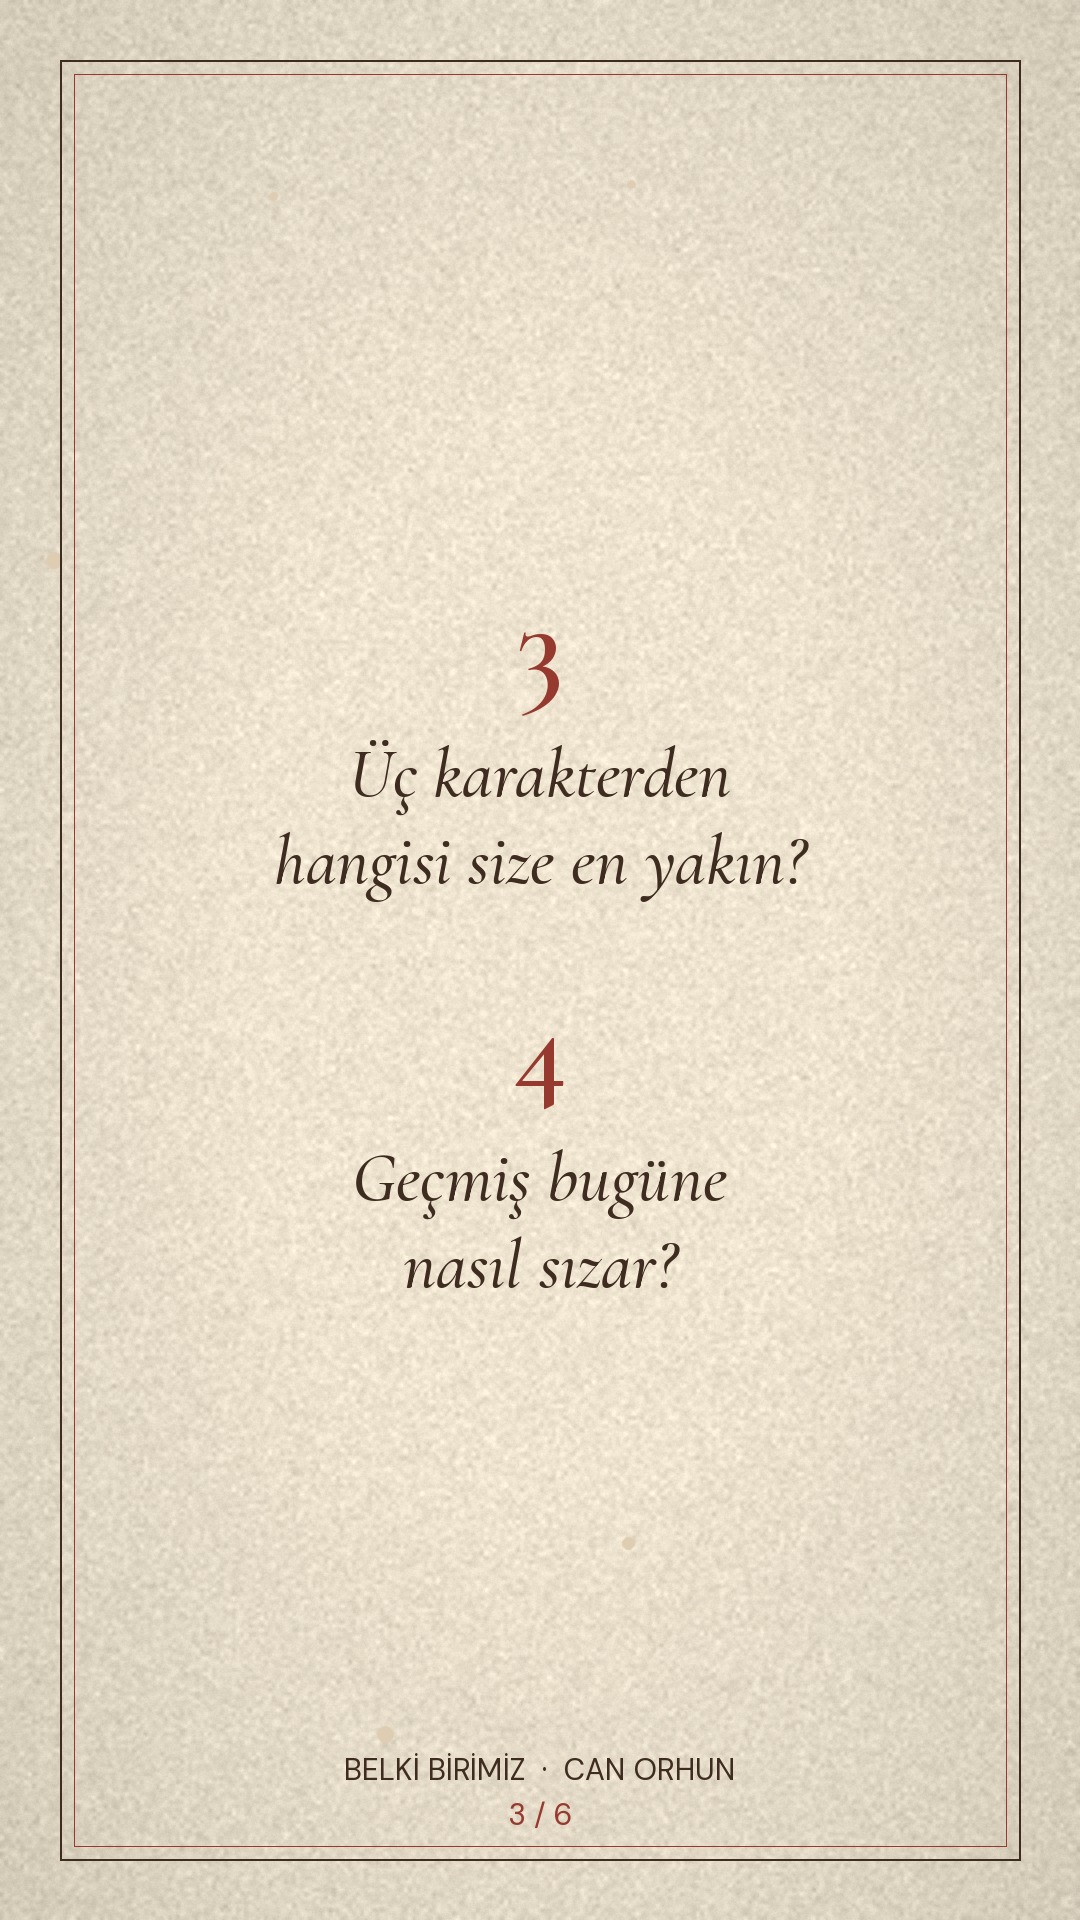 3
Üç karakterden
hangisi size en yakın?
4
Geçmiş bugüne
nasıl sızar?
BELKİ BİRİMİZ · CAN ORHUN
3 / 6